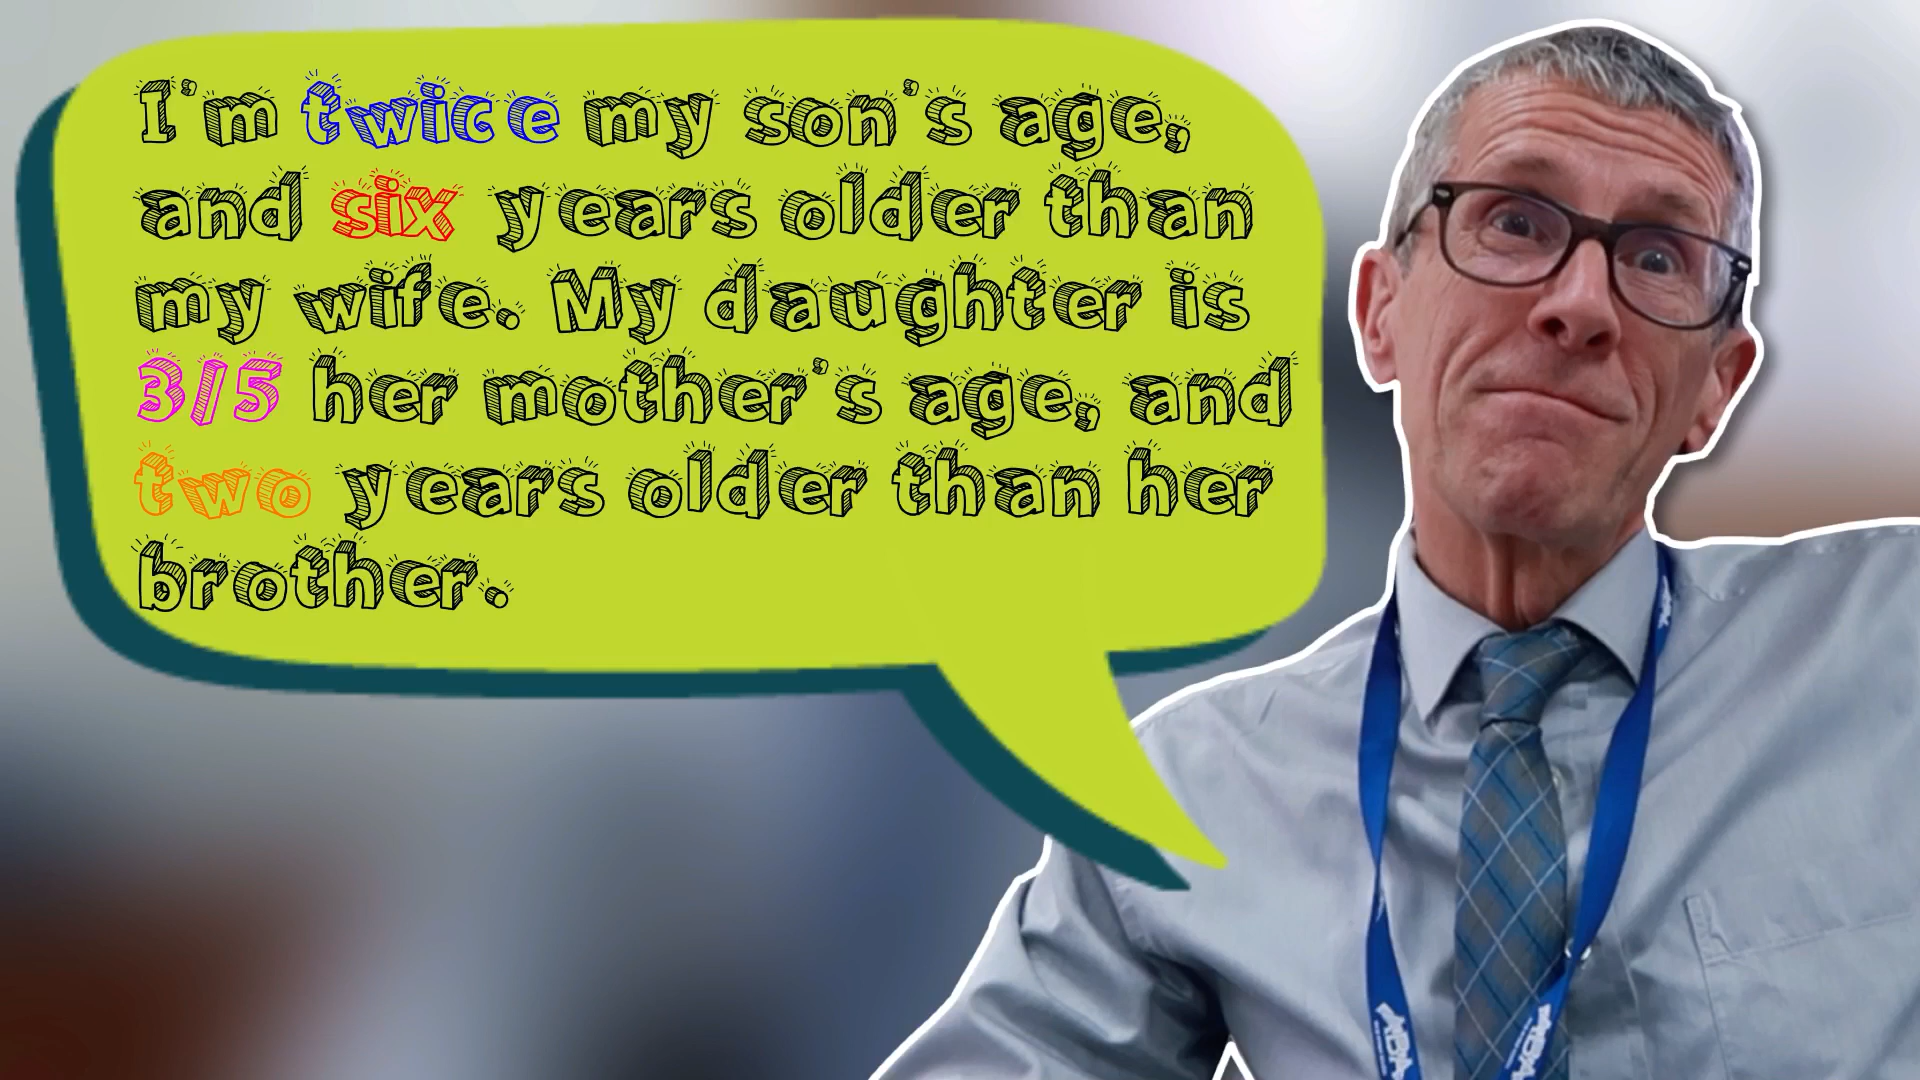 I'm twice my son's age,
and six years older than
my wife. My daughter is
3/5 her mother's age, and
two years older than her
brother.